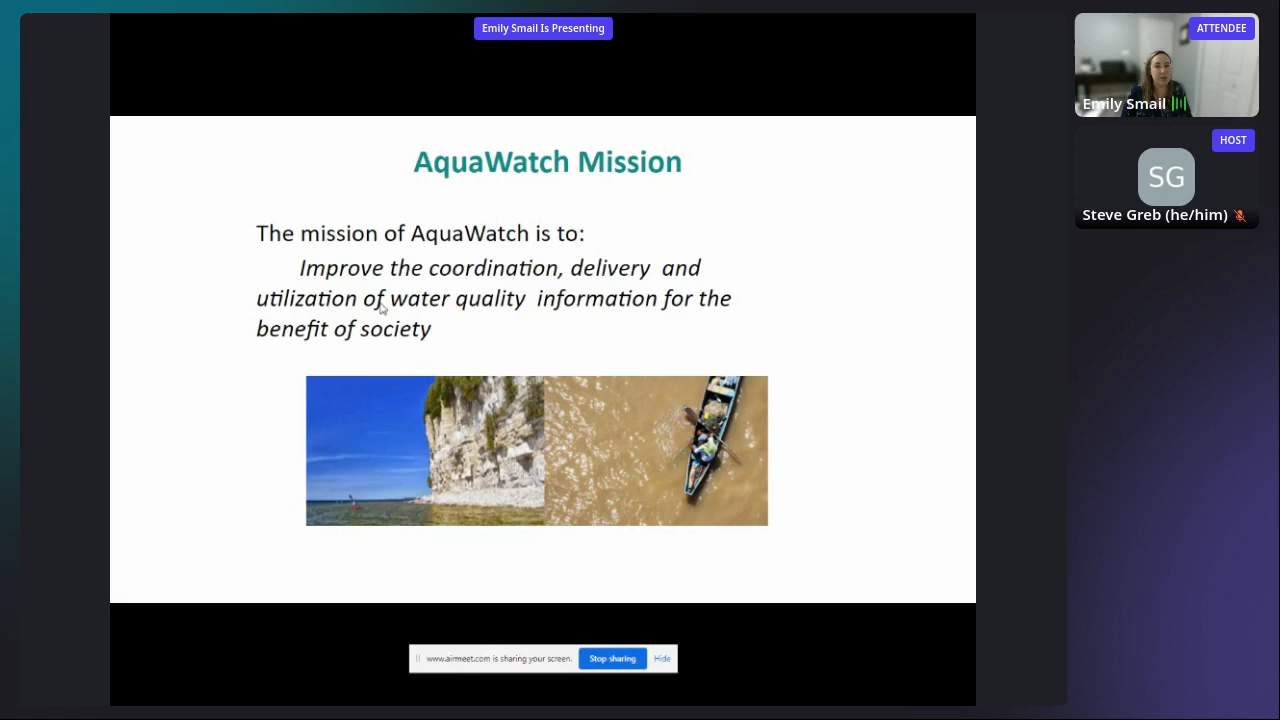 Emily Smail Is Presenting
ATTENDEE
Emily Smail
HOST
SG
Steve Greb (he/him)
AquaWatch Mission
The mission of AquaWatch is to:
Improve the coordination, delivery and
utilization of water quality information for the
benefit of society
www.airmeet.com is sharing your screen. Stop sharing Hide